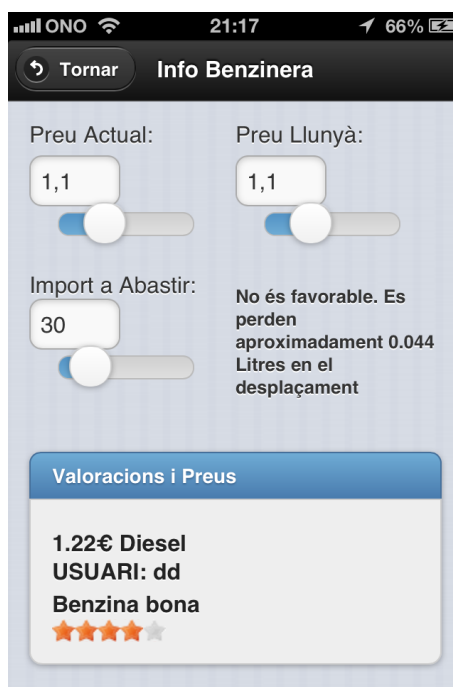 ONO 21:17 66%
Tornar Info Benzinera
Preu Actual: Preu Llunyà:
1,1 1,1
Import a Abastir:
30
No és favorable. Es
perden
aproximadament 0.044
Litres en el
desplaçament
Valoracions i Preus
1.22€ Diesel
USUARI: dd
Benzina bona